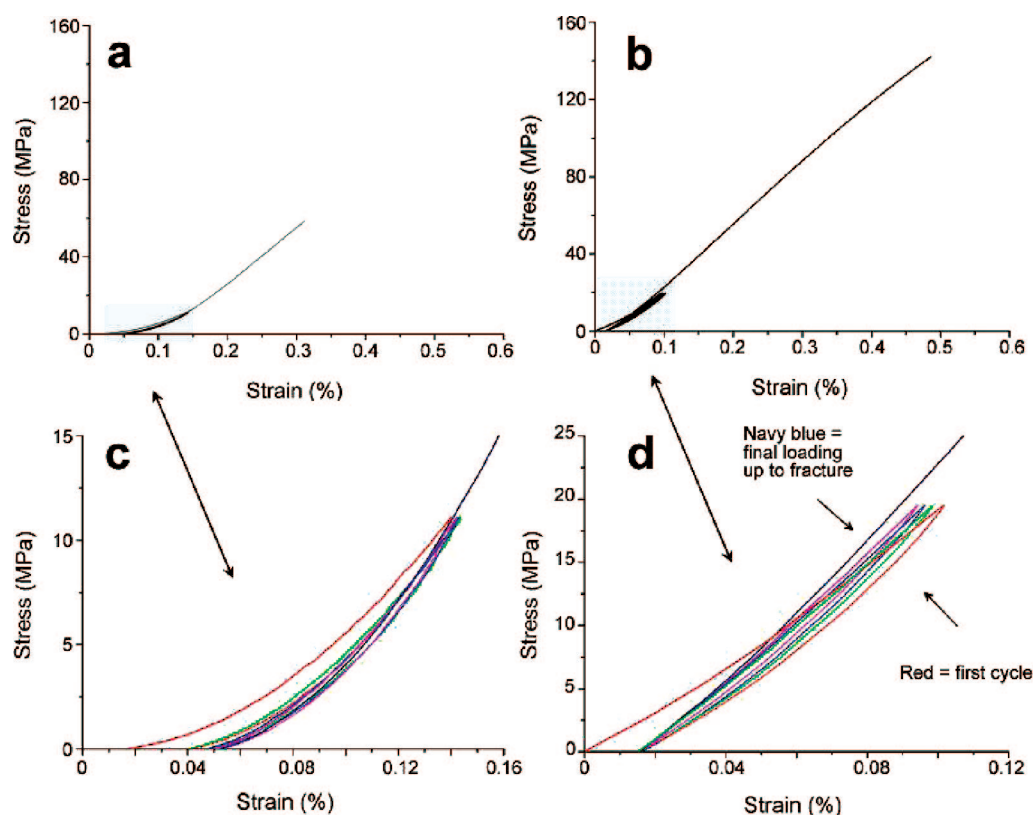 a
160
120
80
40
0
Stress (MPa)
0 0.1 0.2 0.3 0.4 0.5 0.6
Strain (%)
b
160
120
80
40
0
Stress (MPa)
0 0.1 0.2 0.3 0.4 0.5 0.6
Strain (%)
c
15
10
5
0
Stress (MPa)
0 0.04 0.08 0.12 0.16
Strain (%)
d
25
20
15
10
5
0
Stress (MPa)
Navy blue =
final loading
up to fracture
Red = first cycle
0 0.04 0.08 0.12
Strain (%)